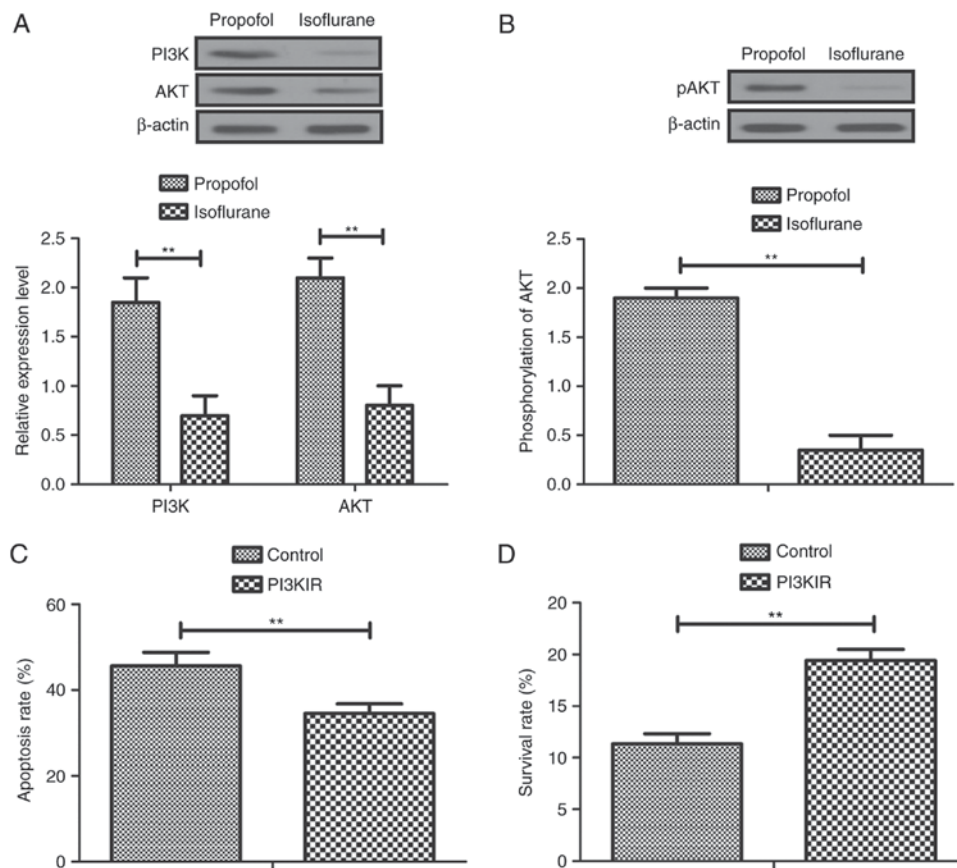 A
Propofol Isoflurane
PI3K
AKT
β-actin
Propofol
Isoflurane
**
**
Relative expression level
2.5
2.0
1.5
1.0
0.5
0.0
PI3K AKT
B
Propofol Isoflurane
pAKT
β-actin
Propofol
Isoflurane
**
Phosphorylation of AKT
2.5
2.0
1.5
1.0
0.5
0.0
C
Control
PI3KIR
**
Apoptosis rate (%)
60
40
20
0
D
Control
PI3KIR
**
Survival rate (%)
20
20
15
10
5
0